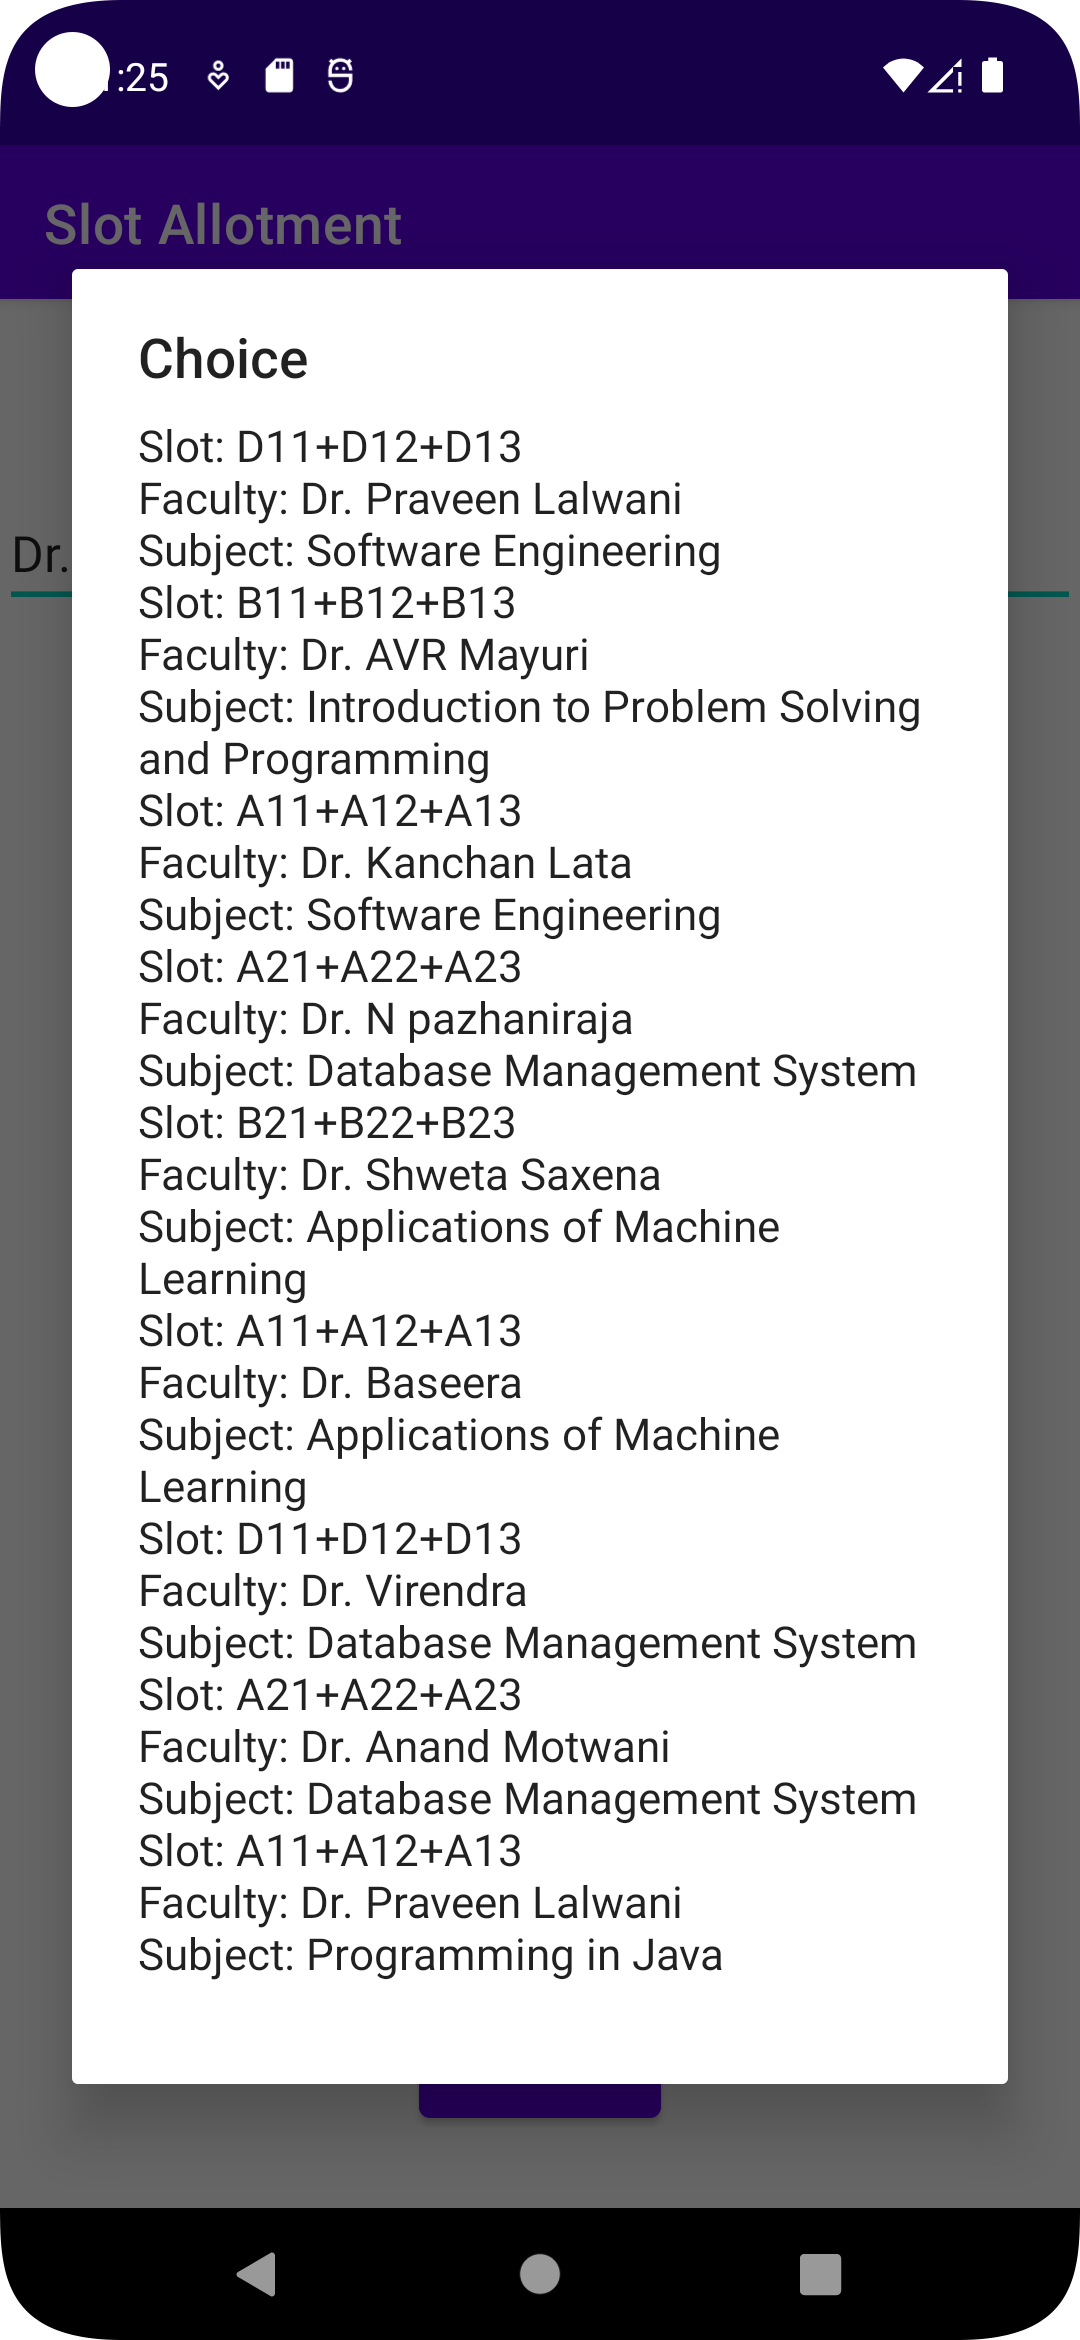 :25
Slot Allotment
Choice
Dr.
Slot: D11+D12+D13
Faculty: Dr. Praveen Lalwani
Subject: Software Engineering
Slot: B11+B12+B13
Faculty: Dr. AVR Mayuri
Subject: Introduction to Problem Solving
and Programming
Slot: A11+A12+A13
Faculty: Dr. Kanchan Lata
Subject: Software Engineering
Slot: A21+A22+A23
Faculty: Dr. N pazhaniraja
Subject: Database Management System
Slot: B21+B22+B23
Faculty: Dr. Shweta Saxena
Subject: Applications of Machine
Learning
Slot: A11+A12+A13
Faculty: Dr. Baseera
Subject: Applications of Machine
Learning
Slot: D11+D12+D13
Faculty: Dr. Virendra
Subject: Database Management System
Slot: A21+A22+A23
Faculty: Dr. Anand Motwani
Subject: Database Management System
Slot: A11+A12+A13
Faculty: Dr. Praveen Lalwani
Subject: Programming in Java